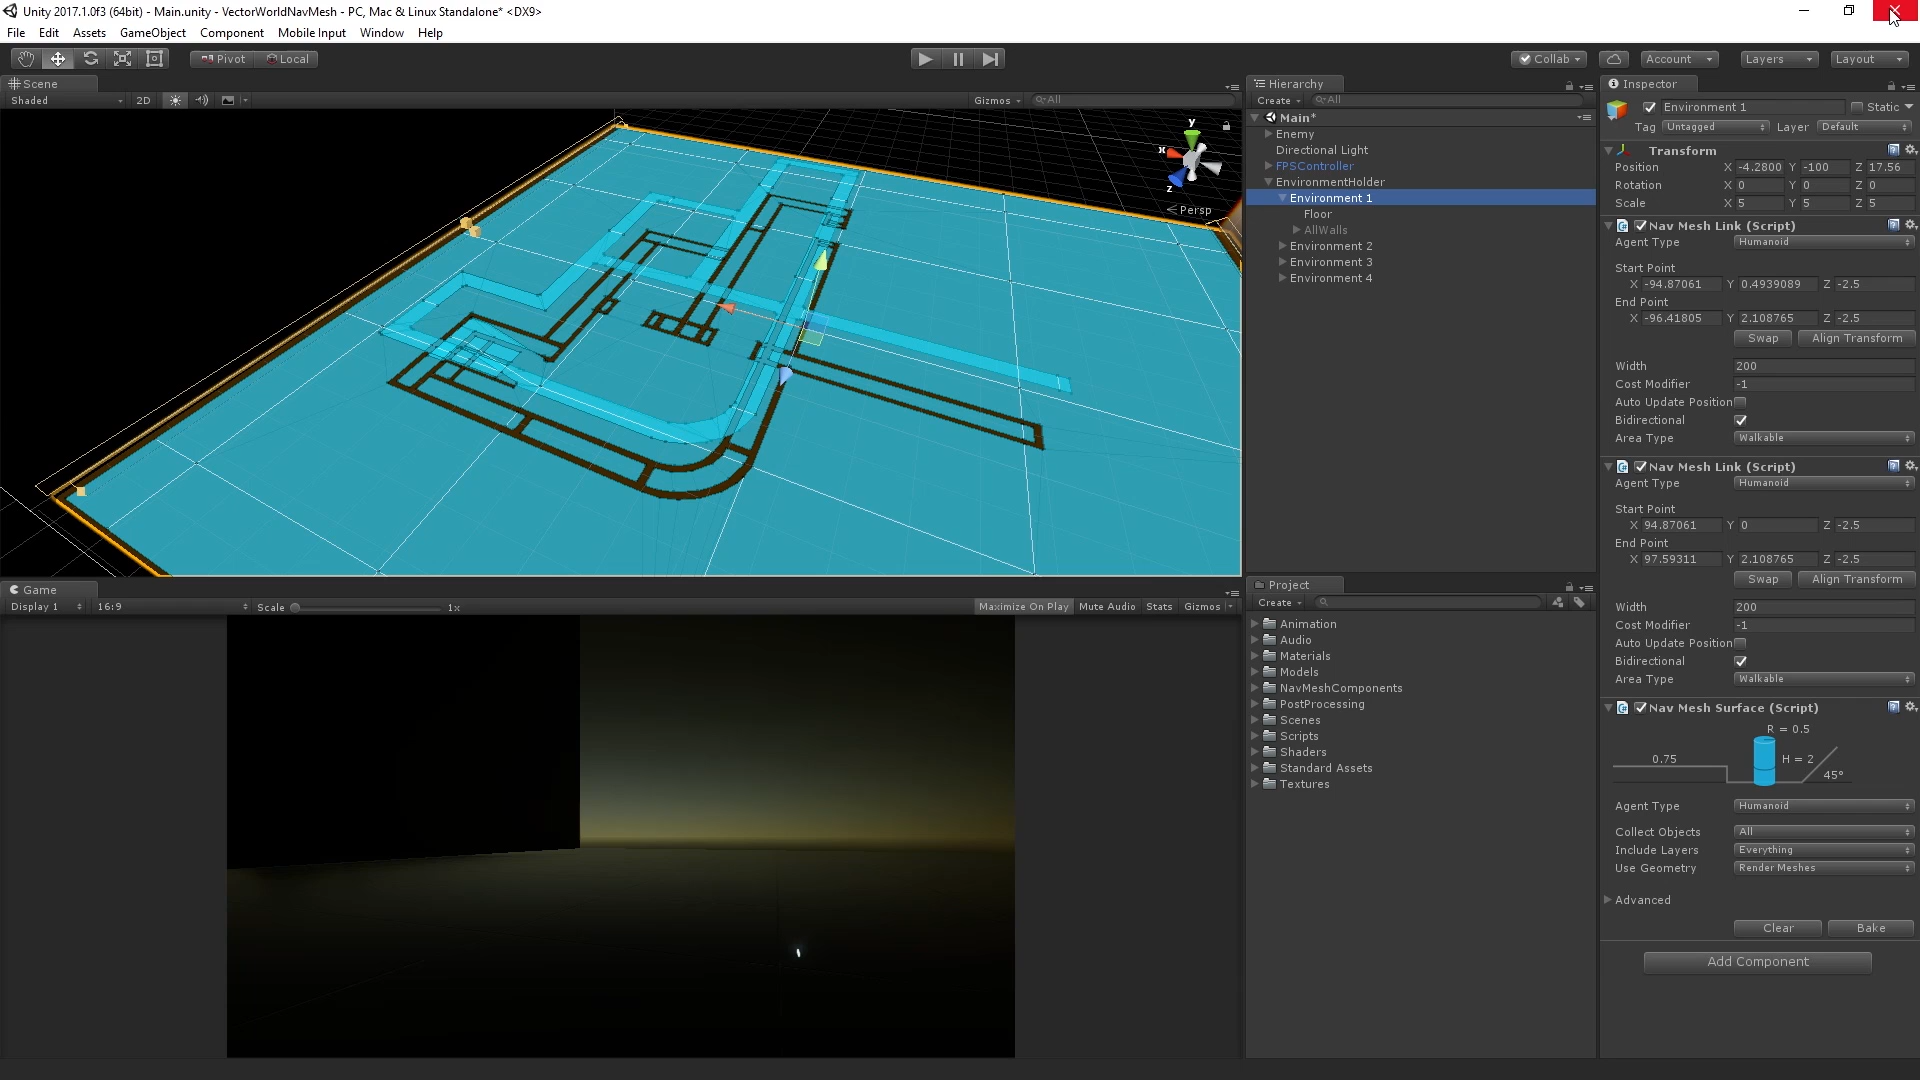 Unity 2017.1.0f3 (64bit) - Main.unity - VectorWorldNavMesh - PC, Mac & Linux Standalone* <DX9>
File Edit Assets GameObject Component Mobile Input Window Help
Pivot Local Collab Account Layers Layout
Scene
Shaded 2D Gizmos All
y
x
z
Persp
Game
Display 1 16:9 Scale 1x Maximize On Play Mute Audio Stats Gizmos
Hierarchy
Create All
Main*
Enemy
Directional Light
FPSController
EnvironmentHolder
Environment 1
Floor
AllWalls
Environment 2
Environment 3
Environment 4
Project
Create
Animation
Audio
Materials
Models
NavMeshComponents
PostProcessing
Scenes
Scripts
Shaders
Standard Assets
Textures
Inspector
Environment 1 Static
Tag Untagged Layer Default
Transform
Position X -4.2800 Y -100 Z 17.56
Rotation X 0 Y 0 Z 0
Scale X 5 Y 5 Z 5
Nav Mesh Link (Script)
Agent Type Humanoid
Start Point
X -94.87061 Y 0.4939089 Z -2.5
End Point
X -96.41805 Y 2.108765 Z -2.5
Swap Align Transform
Width 200
Cost Modifier -1
Auto Update Position
Bidirectional
Area Type Walkable
Nav Mesh Link (Script)
Agent Type Humanoid
Start Point
X 94.87061 Y 0 Z -2.5
End Point
X 97.59311 Y 2.108765 Z -2.5
Swap Align Transform
Width 200
Cost Modifier -1
Auto Update Position
Bidirectional
Area Type Walkable
Nav Mesh Surface (Script)
R = 0.5
0.75 H = 2
45°
Agent Type Humanoid
Collect Objects All
Include Layers Everything
Use Geometry Render Meshes
Advanced
Clear Bake
Add Component